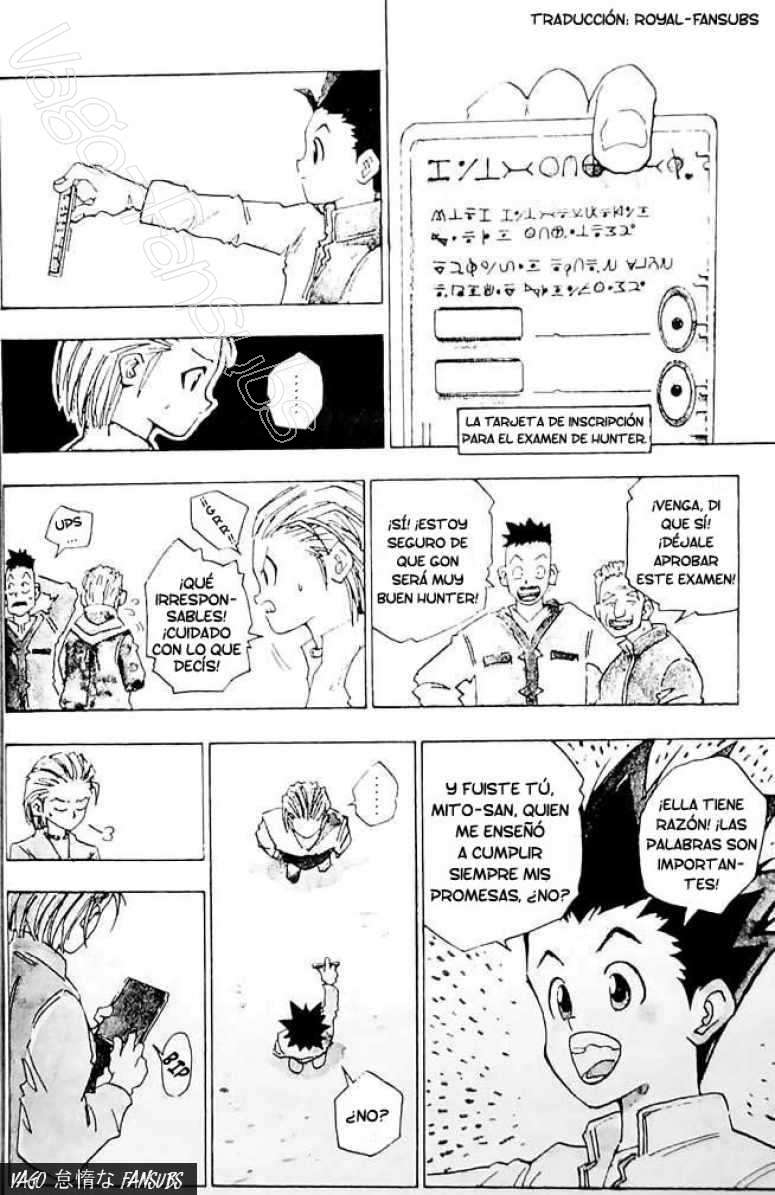 TRADUCCIÓN: ROYAL-FANSUBS
LA TARJETA DE INSCRIPCIÓN
PARA EL EXAMEN DE HUNTER.
......
¡VENGA, DI
QUE SÍ!
¡DÉJALE
APROBAR
ESTE EXAMEN!
¡SÍ! ¡ESTOY
SEGURO DE
QUE GON
SERÁ MUY
BUEN HUNTER!
¡¡GRR!!
¡QUÉ
IRRESPON-
SABLES!
¡CUIDADO
CON LO QUE
DECÍS!
UPS
...
¡ELLA TIENE
RAZÓN! ¡LAS
PALABRAS SON
IMPORTAN-
TES!
Y FUISTE TÚ,
MITO-SAN, QUIEN
ME ENSEÑÓ
A CUMPLIR
SIEMPRE MIS
PROMESAS, ¿NO?
......
¿NO?
BIP
Vagozfansubs
VAGO 怠惰な FANSUBS